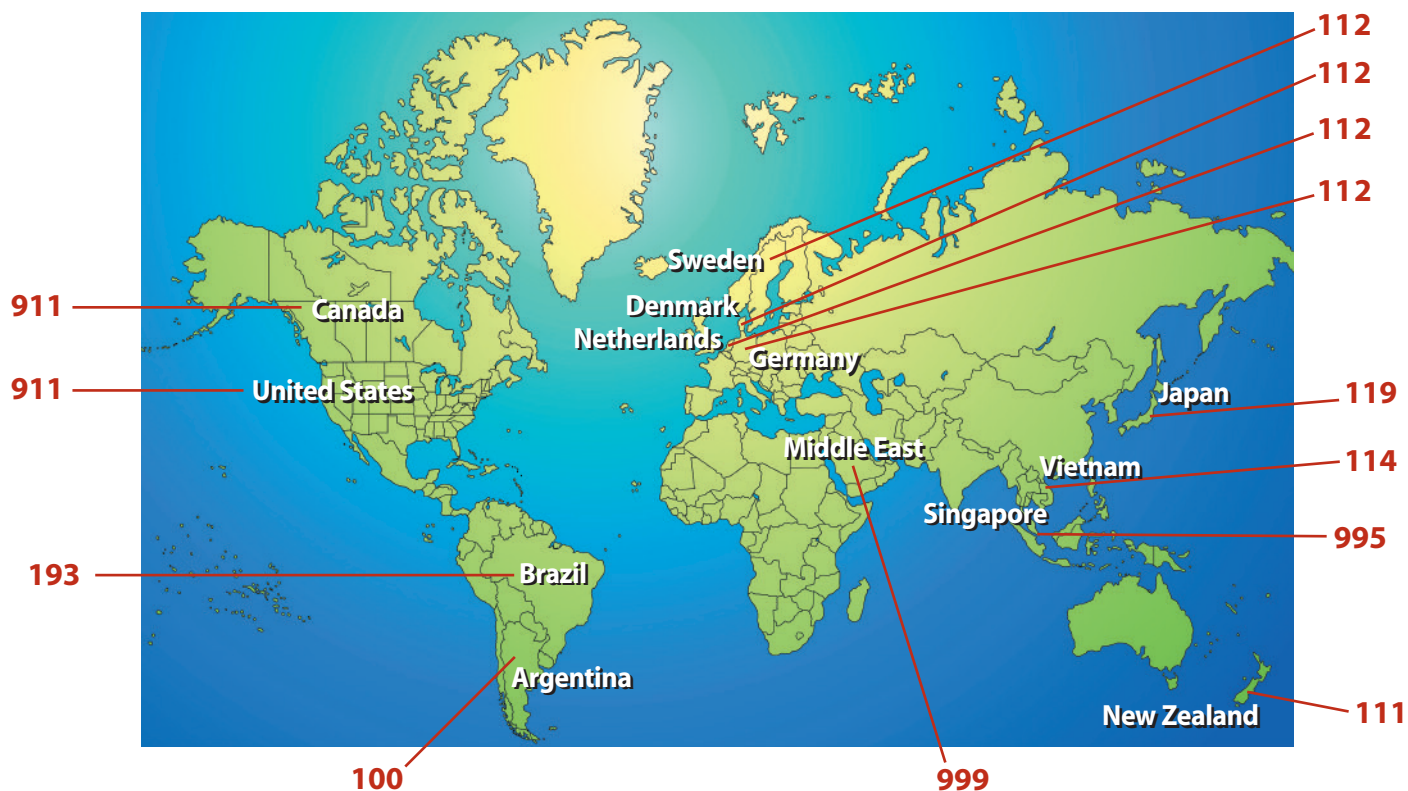 112
112
112
112
Sweden
Denmark
911
Canada
Netherlands
Germany
911
United States
Japan
119
Middle East
Vietnam
114
Singapore
995
193
Brazil
Argentina
New Zealand
111
100
999